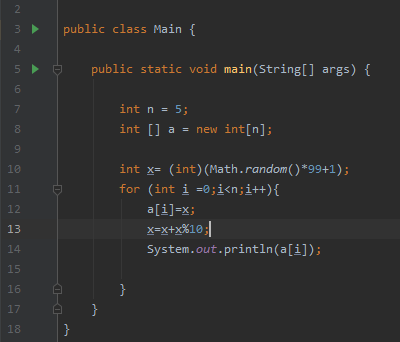 2
3 public class Main {
4
5 public static void main(String[] args) {
6
7 int n = 5;
8 int [] a = new int[n];
9
10 int x= (int)(Math.random()*99+1);
11 for (int i =0;i<n;i++){
12 a[i]=x;
13 x=x+x%10;
14 System.out.println(a[i]);
15
16 }
17 }
18 }